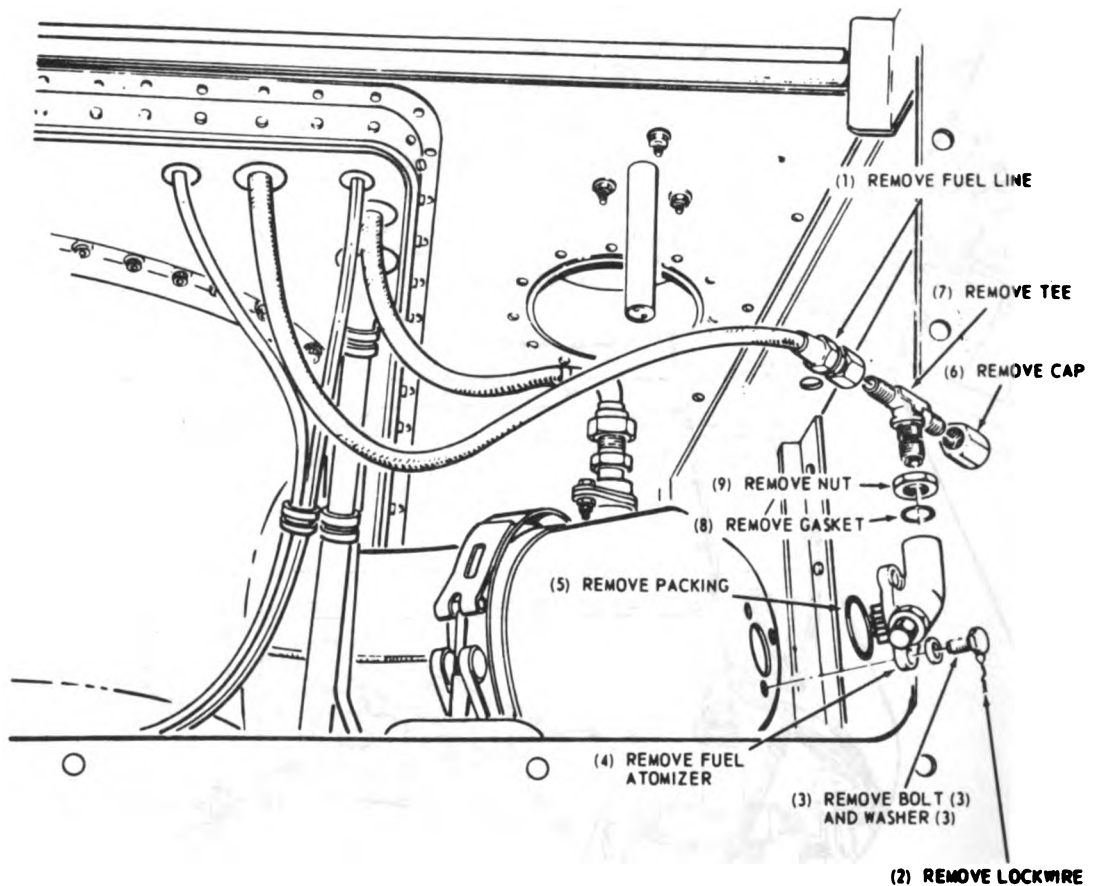 (1) REMOVE FUEL LINE
(7) REMOVE TEE
(6) REMOVE CAP
(9) REMOVE NUT
(8) REMOVE GASKET
(5) REMOVE PACKING
(4) REMOVE FUEL
ATOMIZER
(3) REMOVE BOLT (3)
AND WASHER (3)
(2) REMOVE LOCKWIRE